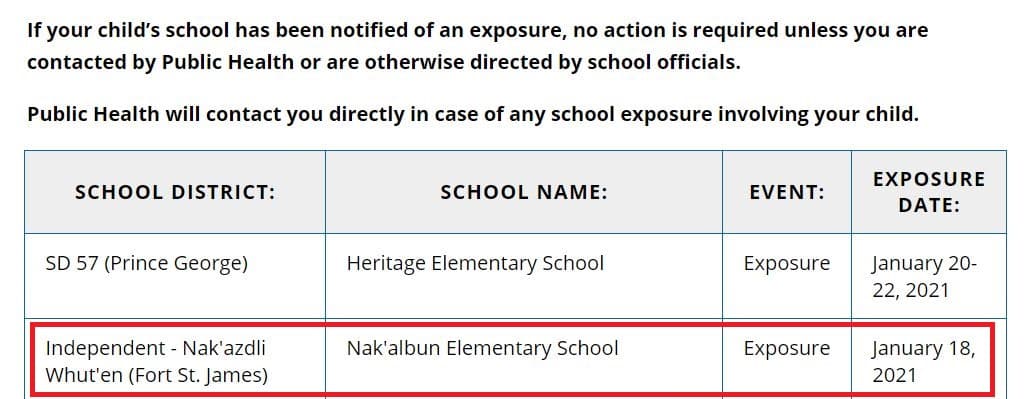 If your child's school has been notified of an exposure, no action is required unless you are
contacted by Public Health or are otherwise directed by school officials.
Public Health will contact you directly in case of any school exposure involving your child.
SCHOOL DISTRICT:
SCHOOL NAME:
EVENT:
EXPOSURE
DATE:
SD 57 (Prince George)
Heritage Elementary School
Exposure
January 20-
22, 2021
Independent - Nak'azdli
Whut'en (Fort St. James)
Nak'albun Elementary School
Exposure
January 18,
2021